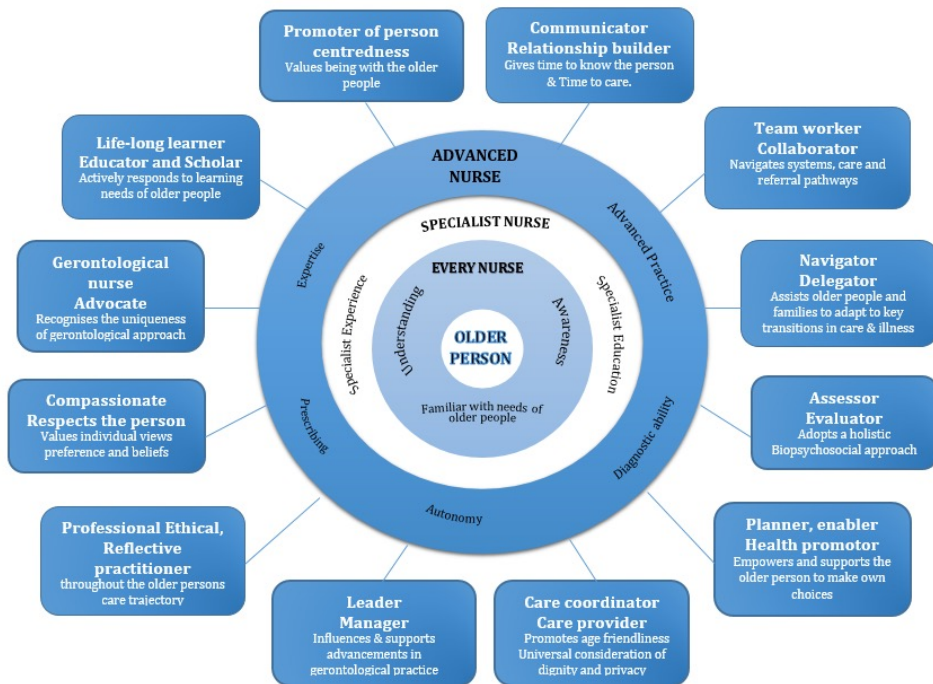 Promoter of person
centredness
Values being with the older
people
Communicator
Relationship builder
Gives time to know the person
& Time to care.
Life-long learner
Educator and Scholar
Actively responds to learning
needs of older people
Team worker
Collaborator
Navigates systems, care and
referral pathways
Gerontological
nurse
Advocate
Recognises the uniqueness
of gerontological approach
Navigator
Delegator
Assists older people and
families to adapt to key
transitions in care & illness
Compassionate
Respects the person
Values individual views
preference and beliefs
Assessor
Evaluator
Adopts a holistic
Biopsychosocial approach
Professional Ethical,
Reflective
practitioner
throughout the older persons
care trajectory
Planner, enabler
Health promotor
Empowers and supports the
older person to make own
choices
Leader
Manager
Influences & supports
advancements in
gerontological practice
Care coordinator
Care provider
Promotes age friendliness
Universal consideration of
dignity and privacy
ADVANCED
NURSE
Expertise
Advanced Practice
Prescribing
Diagnostic ability
Autonomy
SPECIALIST NURSE
Specialist Experience
Specialist Education
EVERY NURSE
Understanding
Awareness
Familiar with needs of
older people
OLDER
PERSON